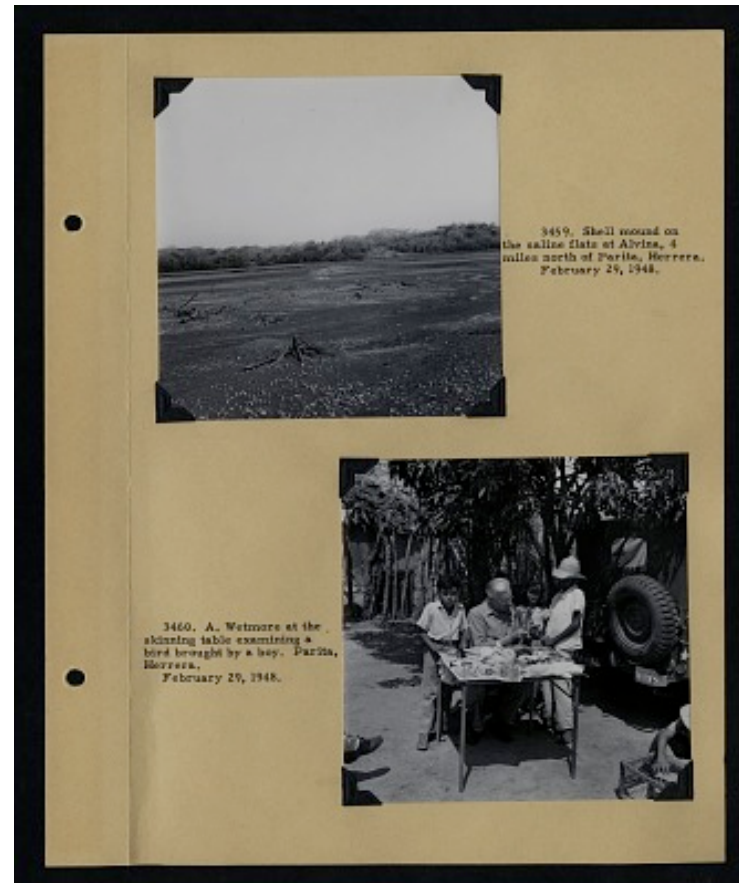 3459. Shell mound on
the saline flats at Alvina, 4
miles north of Parita, Herrera.
February 29, 1948.
3460. A. Wetmore at the
skinning table examining a
bird brought by a boy. Parita,
Herrera.
February 29, 1948.